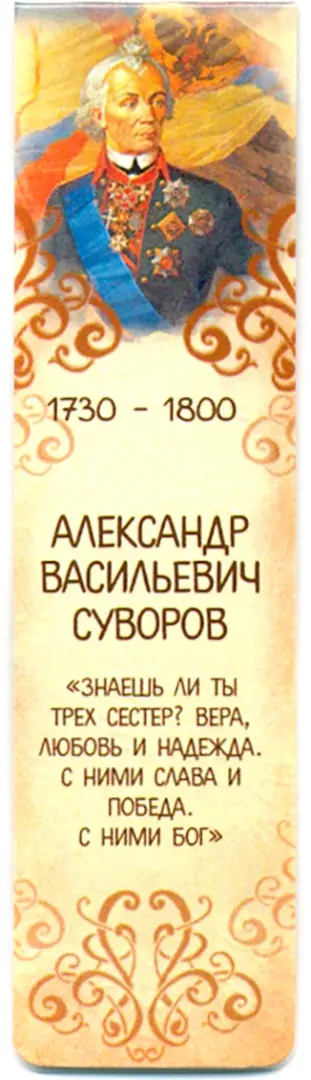 1730 - 1800
АЛЕКСАНДР
ВАСИЛЬЕВИЧ
СУВОРОВ
«ЗНАЕШЬ ЛИ ТЫ
ТРЕХ СЕСТЕР? ВЕРА,
ЛЮБОВЬ И НАДЕЖДА.
С НИМИ СЛАВА И
ПОБЕДА.
С НИМИ БОГ»